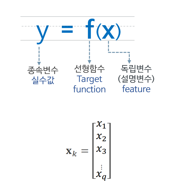 y = f(x)
종속변수 선형함수 독립변수
실수값 Target (설명변수)
function feature
x_k = [x_1
x_2
x_3
⋮
x_q]